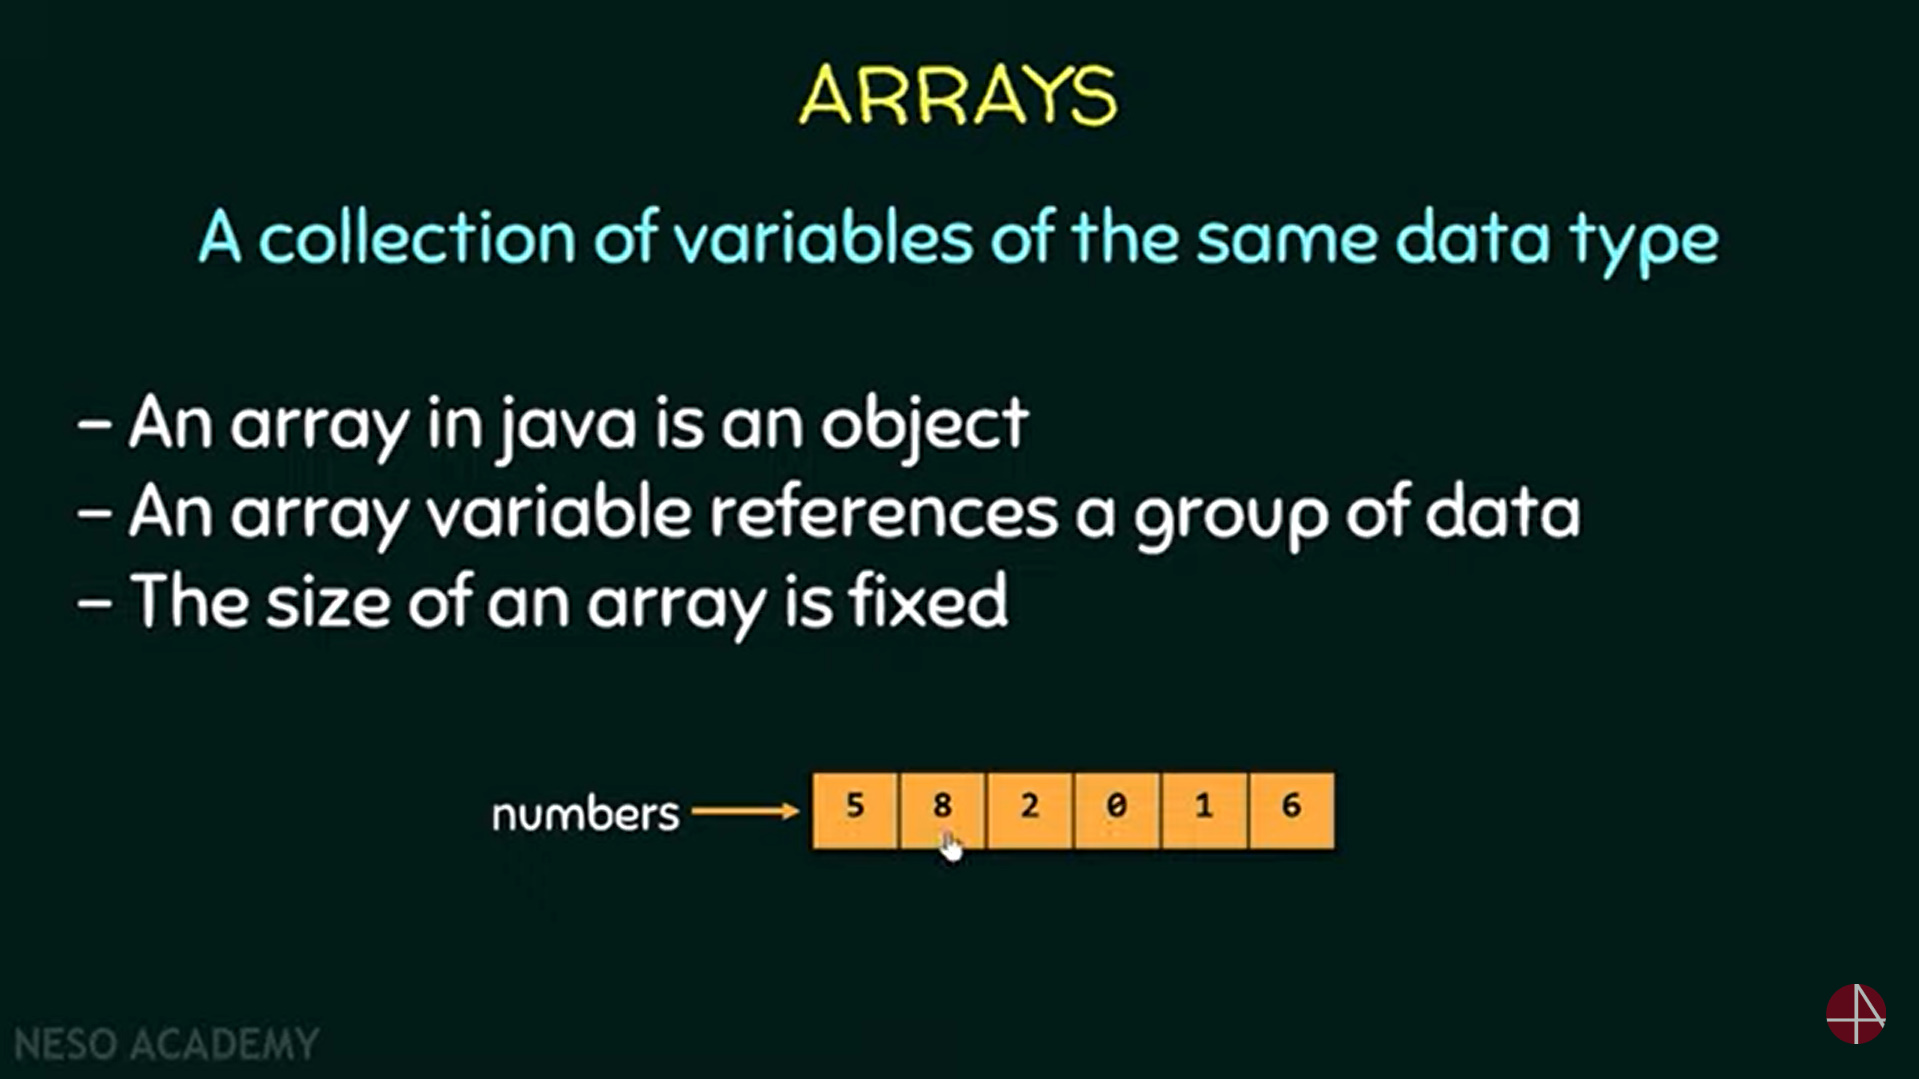 ARRAYS
A collection of variables of the same data type
– An array in java is an object
– An array variable references a group of data
– The size of an array is fixed
numbers 5 8 2 0 1 6
NESO ACADEMY